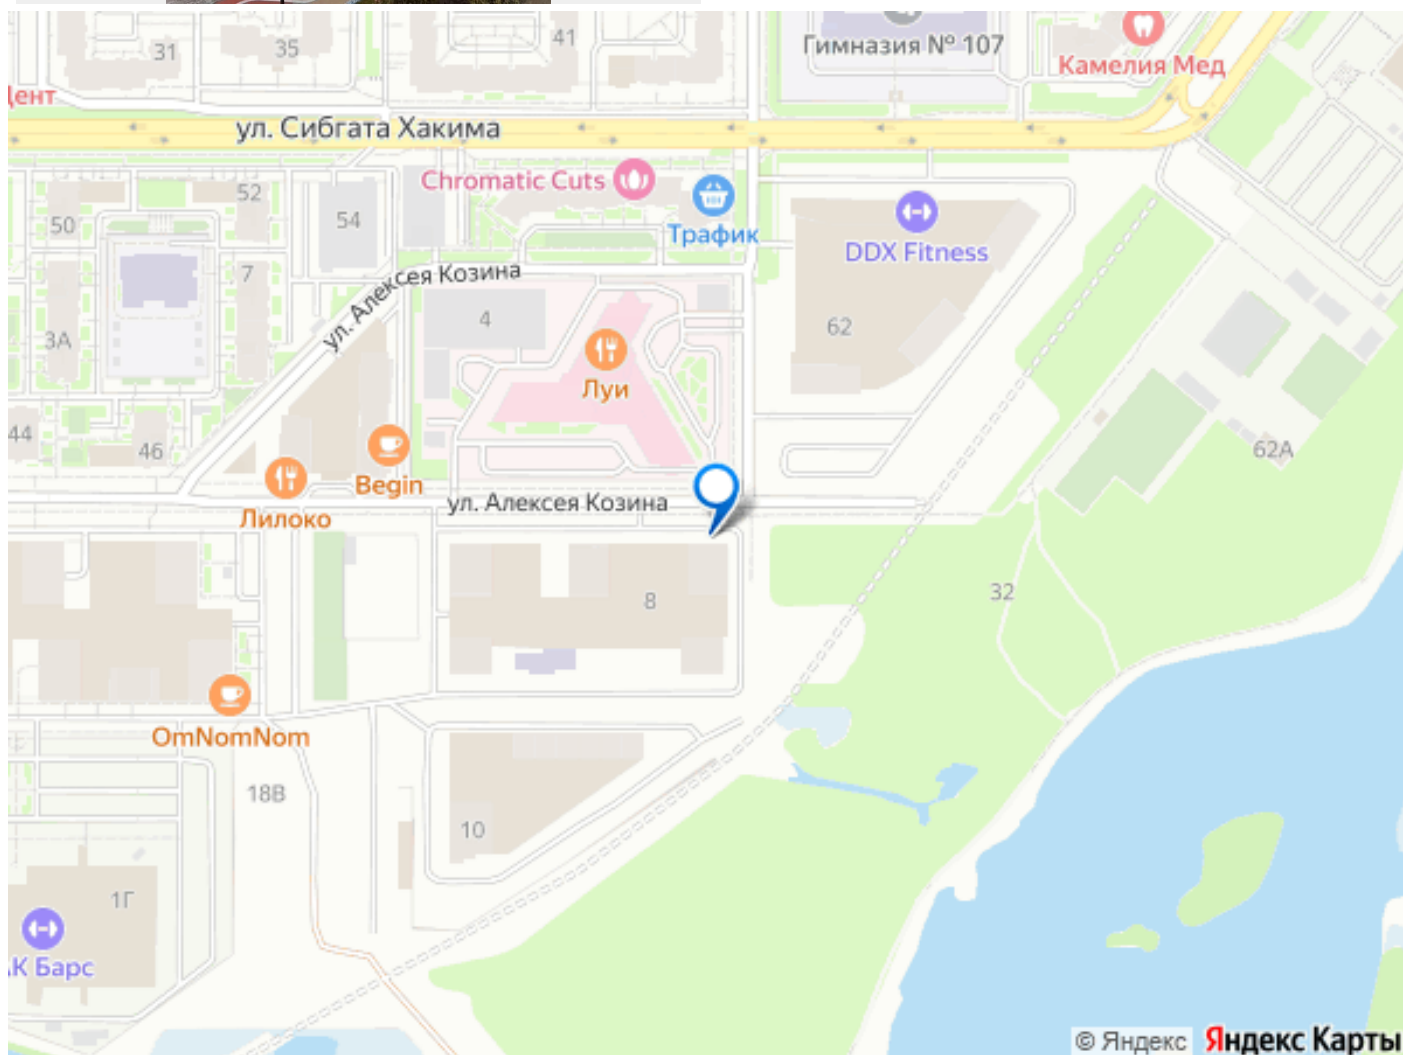 31
35
41
Гимназия № 107
Камелия Мед
Дент
ул. Сибгата Хакима
Chromatic Cuts
Трафик
DDX Fitness
52
50
54
7
ул. Алексея Козина
4
62
3А
Луи
44
46
62А
Begin
Лилоко
ул. Алексея Козина
8
32
OmNomNom
18В
10
1Г
АК Барс
© Яндекс Яндекс Карты